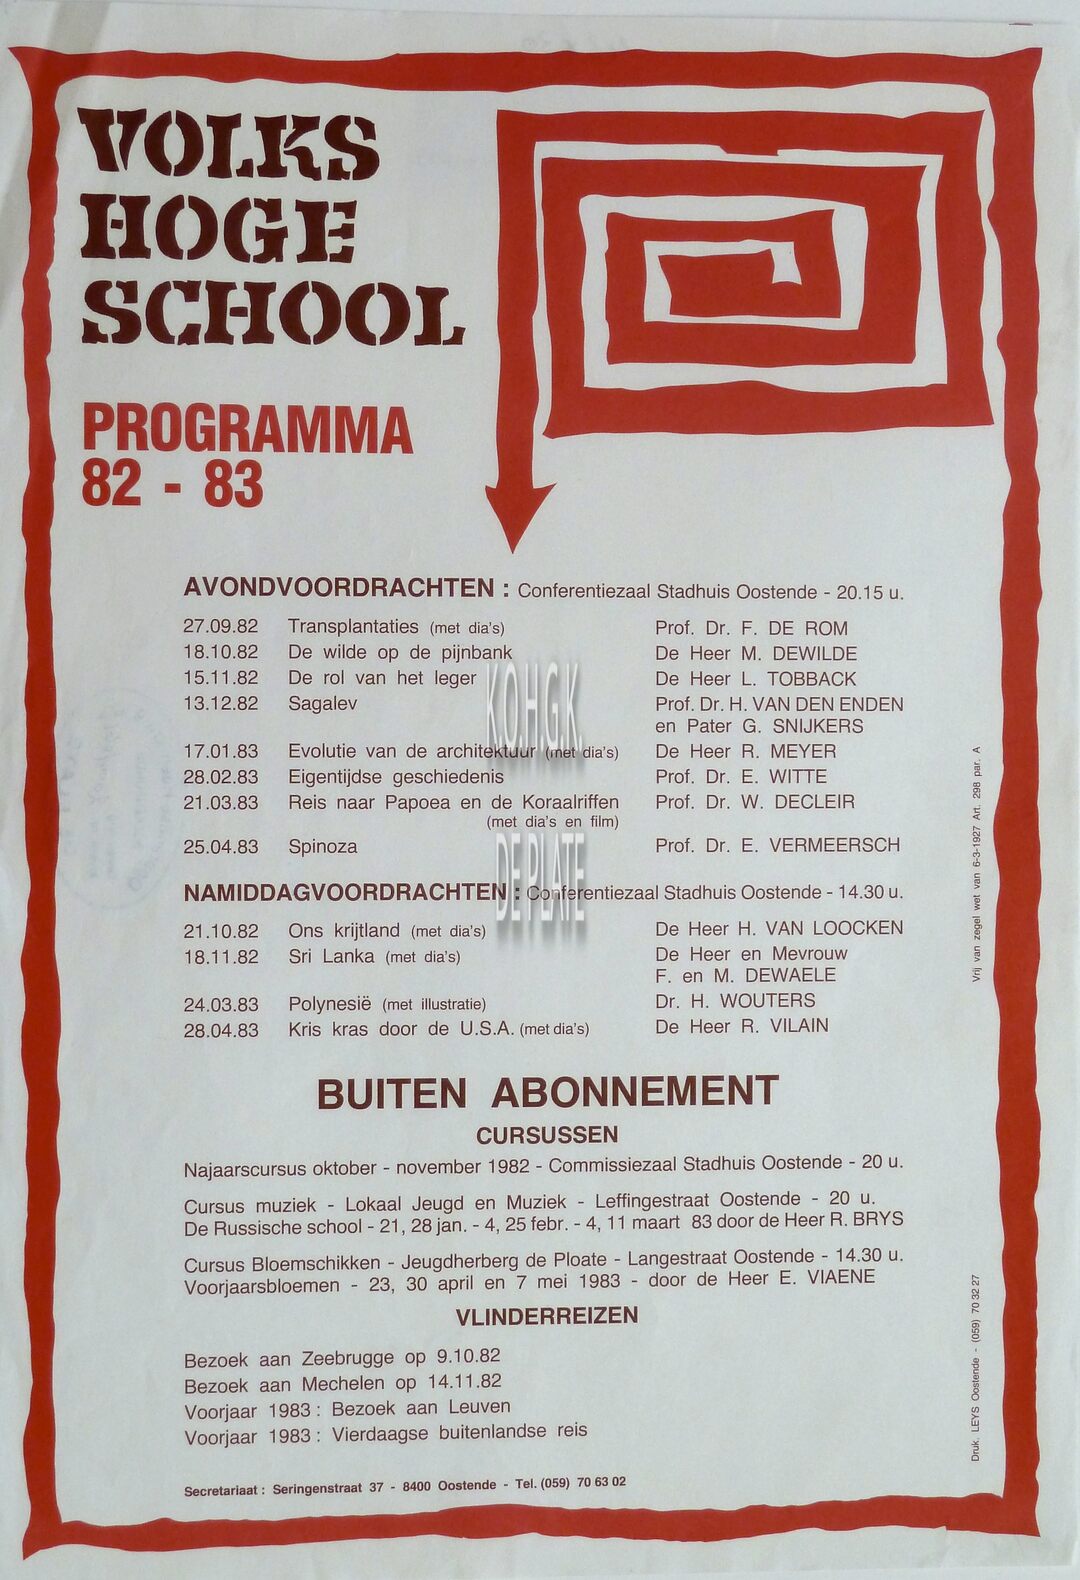 VOLKS
HOGE
SCHOOL
PROGRAMMA
82 - 83
AVONDVOORDRACHTEN : Conferentiezaal Stadhuis Oostende - 20.15 u.
27.09.82 Transplantaties (met dia's) Prof. Dr. F. DE ROM
18.10.82 De wilde op de pijnbank De Heer M. DEWILDE
15.11.82 De rol van het leger De Heer L. TOBBACK
13.12.82 Sagalev Prof. Dr. H. VAN DEN ENDEN
en Pater G. SNIJKERS
17.01.83 Evolutie van de architektuur (met dia's) De Heer R. MEYER
28.02.83 Eigentijdse geschiedenis Prof. Dr. E. WITTE
21.03.83 Reis naar Papoea en de Koraalriffen Prof. Dr. W. DECLEIR
(met dia's en film)
25.04.83 Spinoza Prof. Dr. E. VERMEERSCH
NAMIDDAGVOORDRACHTEN : Conferentiezaal Stadhuis Oostende - 14.30 u.
21.10.82 Ons krijtland (met dia's) De Heer H. VAN LOOCKEN
18.11.82 Sri Lanka (met dia's) De Heer en Mevrouw
F. en M. DEWAELE
24.03.83 Polynesië (met illustratie) Dr. H. WOUTERS
28.04.83 Kris kras door de U.S.A. (met dia's) De Heer R. VILAIN
BUITEN ABONNEMENT
CURSUSSEN
Najaarscursus oktober - november 1982 - Commissiezaal Stadhuis Oostende - 20 u.
Cursus muziek - Lokaal Jeugd en Muziek - Leffingestraat Oostende - 20 u.
De Russische school - 21, 28 jan. - 4, 25 febr. - 4, 11 maart 83 door de Heer R. BRYS
Cursus Bloemschikken - Jeugdherberg de Ploate - Langestraat Oostende - 14.30 u.
Voorjaarsbloemen - 23, 30 april en 7 mei 1983 - door de Heer E. VIAENE
VLINDERREIZEN
Bezoek aan Zeebrugge op 9.10.82
Bezoek aan Mechelen op 14.11.82
Voorjaar 1983 : Bezoek aan Leuven
Voorjaar 1983 : Vierdaagse buitenlandse reis
Secretariaat : Seringenstraat 37 - 8400 Oostende - Tel. (059) 70 63 02
Vrij van zegel wet van 6-3-1927 Art. 298 par. A
Druk. LEYS Oostende - (059) 70 32 27
K.O.H.G.K.
DE PLATE